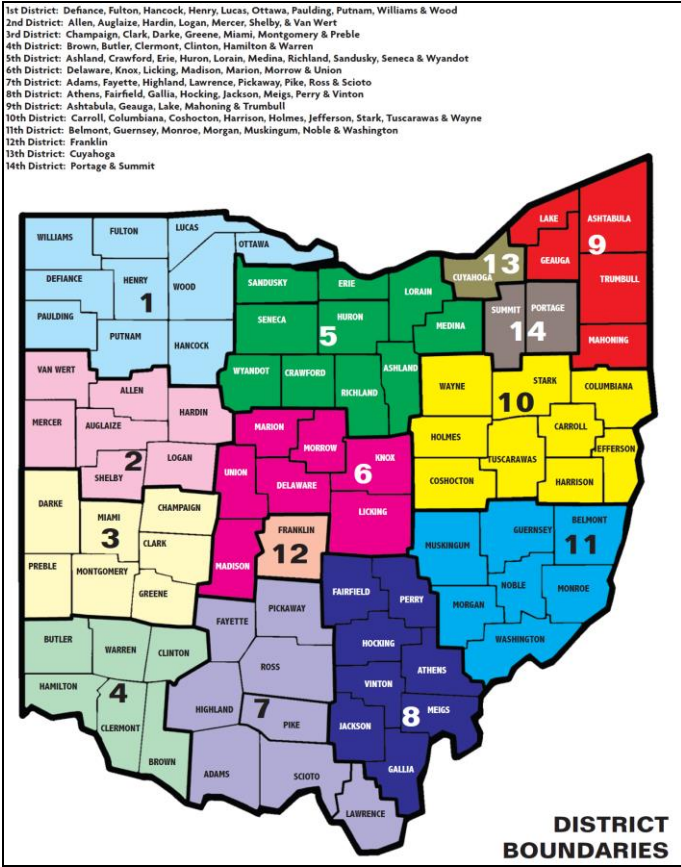 1st District: Defiance, Fulton, Hancock, Henry, Lucas, Ottawa, Paulding, Putnam, Williams & Wood
2nd District: Allen, Auglaize, Hardin, Logan, Mercer, Shelby, & Van Wert
3rd District: Champaign, Clark, Darke, Greene, Miami, Montgomery & Preble
4th District: Brown, Butler, Clermont, Clinton, Hamilton & Warren
5th District: Ashland, Crawford, Erie, Huron, Lorain, Medina, Richland, Sandusky, Seneca & Wyandot
6th District: Delaware, Knox, Licking, Madison, Marion, Morrow & Union
7th District: Adams, Fayette, Highland, Lawrence, Pickaway, Pike, Ross & Scioto
8th District: Athens, Fairfield, Gallia, Hocking, Jackson, Meigs, Perry & Vinton
9th District: Ashtabula, Geauga, Lake, Mahoning & Trumbull
10th District: Carroll, Columbiana, Coshocton, Harrison, Holmes, Jefferson, Stark, Tuscarawas & Wayne
11th District: Belmont, Guernsey, Monroe, Morgan, Muskingum, Noble & Washington
12th District: Franklin
13th District: Cuyahoga
14th District: Portage & Summit
WILLIAMS
FULTON
LUCAS
OTTAWA
DEFIANCE
HENRY
WOOD
1
PAULDING
PUTNAM
HANCOCK
VAN WERT
ALLEN
HARDIN
MERCER
AUGLAIZE
LOGAN
2
SHELBY
DARKE
MIAMI
CHAMPAIGN
3
CLARK
PREBLE
MONTGOMERY
GREENE
BUTLER
WARREN
CLINTON
HAMILTON
4
CLERMONT
BROWN
SANDUSKY
ERIE
LORAIN
SENECA
HURON
5
MEDINA
WYANDOT
CRAWFORD
RICHLAND
ASHLAND
MARION
MORROW
KNOX
UNION
6
DELAWARE
LICKING
MADISON
FRANKLIN
12
FAYETTE
PICKAWAY
ROSS
HIGHLAND
7
PIKE
ADAMS
SCIOTO
LAWRENCE
FAIRFIELD
PERRY
HOCKING
ATHENS
VINTON
MEIGS
8
JACKSON
GALLIA
LAKE
ASHTABULA
9
GEAUGA
TRUMBULL
MAHONING
13
CUYAHOGA
SUMMIT
PORTAGE
14
WAYNE
STARK
COLUMBIANA
10
HOLMES
CARROLL
TUSCARAWAS
JEFFERSON
COSHOCTON
HARRISON
MUSKINGUM
GUERNSEY
BELMONT
11
NOBLE
MONROE
MORGAN
WASHINGTON
DISTRICT
BOUNDARIES